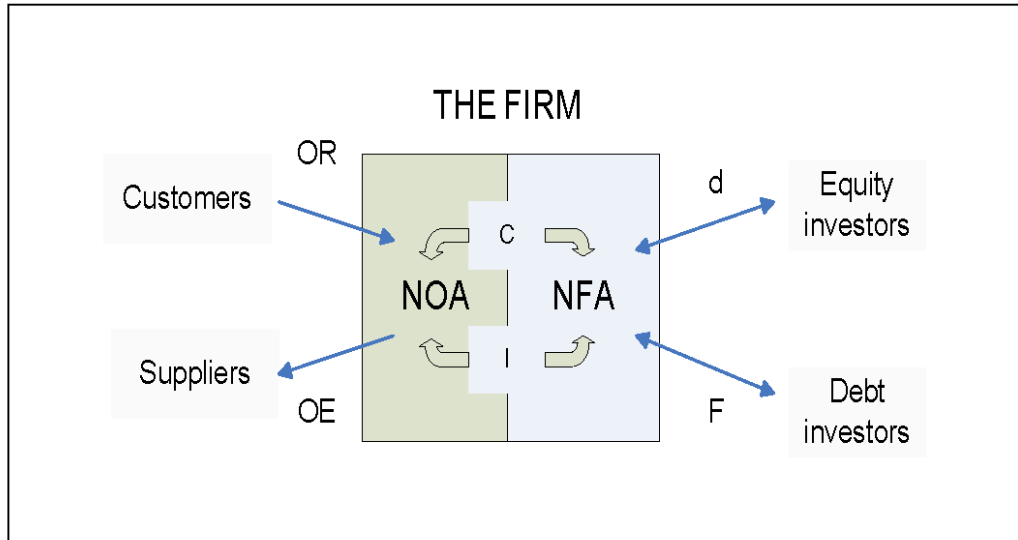 THE FIRM
OR
Customers
d
Equity
investors
C
NOA
NFA
I
Suppliers
OE
F
Debt
investors